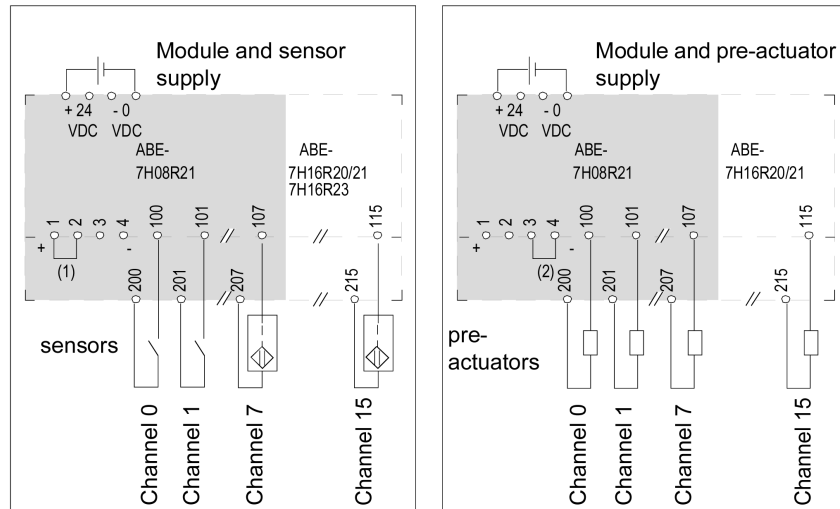 Module and sensor
supply
+ 24
- 0
VDC
VDC
ABE-
7H08R21
ABE-
7H16R20/21
7H16R23
1
2
3
4
100
101
107
115
+
(1)
-
200
201
207
215
sensors
Channel 0
Channel 1
Channel 7
Channel 15
Module and pre-actuator
supply
+ 24
- 0
VDC
VDC
ABE-
7H08R21
ABE-
7H16R20/21
1
2
3
4
100
101
107
115
+
(2)
-
200
201
207
215
pre-
actuators
Channel 0
Channel 1
Channel 7
Channel 15